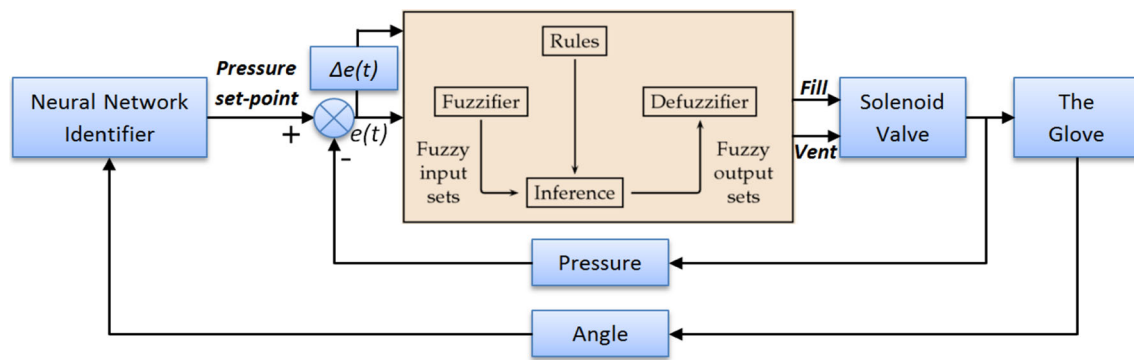 Neural Network
Identifier
Pressure
set-point
+
-
Δe(t)
e(t)
Rules
Fuzzifier
Defuzzifier
Fuzzy
input
sets
Inference
Fuzzy
output
sets
Fill
Vent
Solenoid
Valve
The
Glove
Pressure
Angle